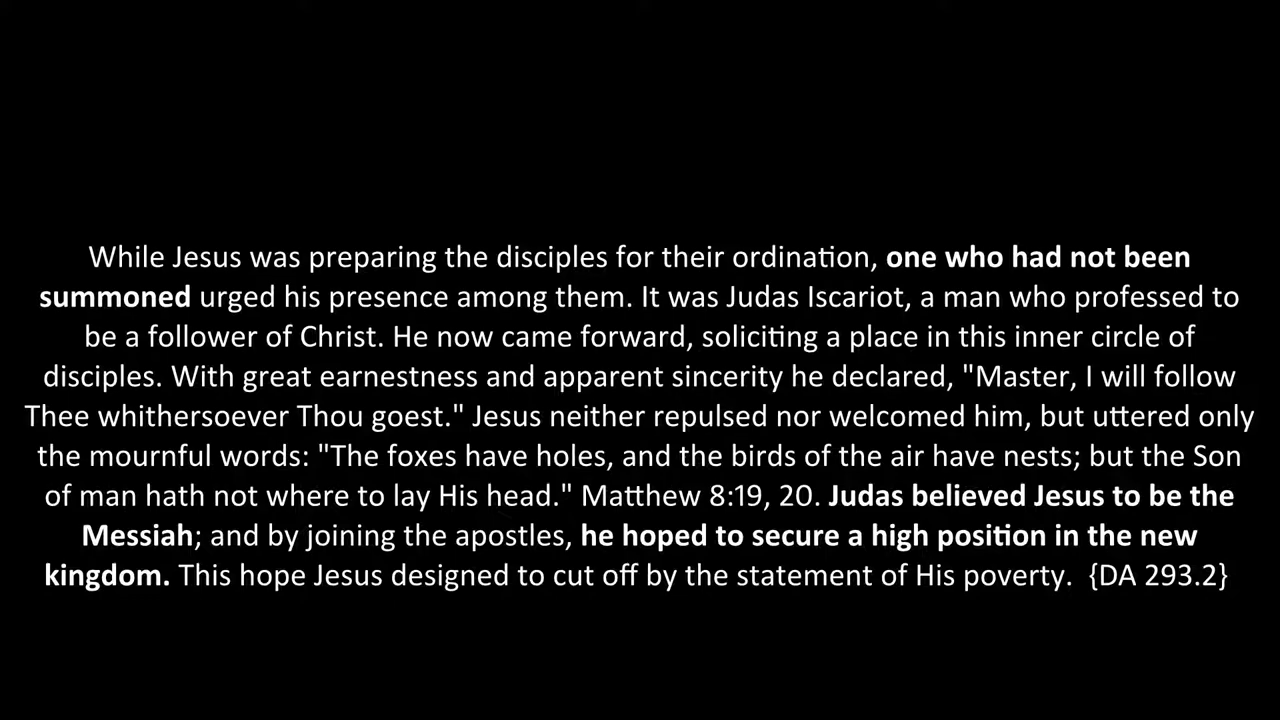 While Jesus was preparing the disciples for their ordination, one who had not been
summoned urged his presence among them. It was Judas Iscariot, a man who professed to
be a follower of Christ. He now came forward, soliciting a place in this inner circle of
disciples. With great earnestness and apparent sincerity he declared, "Master, I will follow
Thee whithersoever Thou goest." Jesus neither repulsed nor welcomed him, but uttered only
the mournful words: "The foxes have holes, and the birds of the air have nests; but the Son
of man hath not where to lay His head." Matthew 8:19, 20. Judas believed Jesus to be the
Messiah; and by joining the apostles, he hoped to secure a high position in the new
kingdom. This hope Jesus designed to cut off by the statement of His poverty. {DA 293.2}